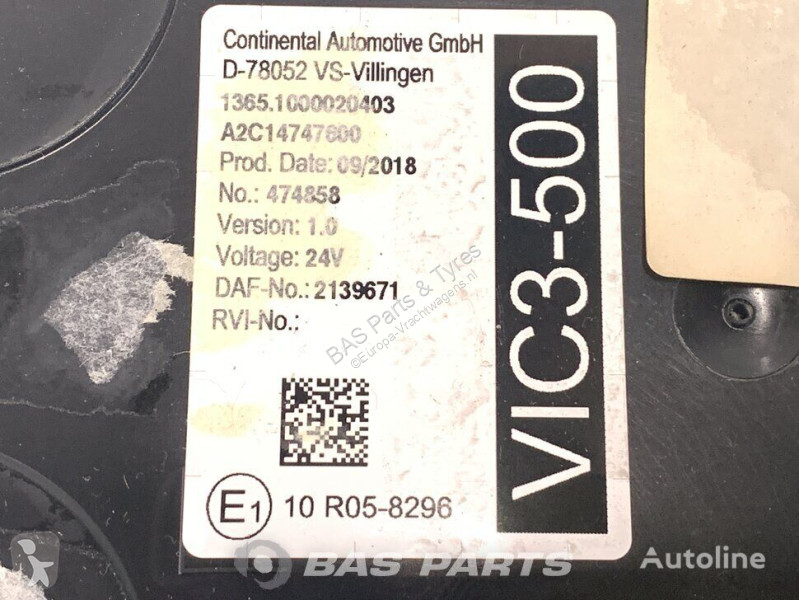 Continental Automotive GmbH
D-78052 VS-Villingen
1365.1000020403
A2C14747600
Prod. Date: 09/2018
No.: 474858
Version: 1.0
Voltage: 24V
DAF-No.: 2139671
RVI-No.:
VIC3-500
E1 10 R05-8296
BAS Parts & Tyres
©Europa-Vrachtwagens.nl
BAS PARTS
Autoline